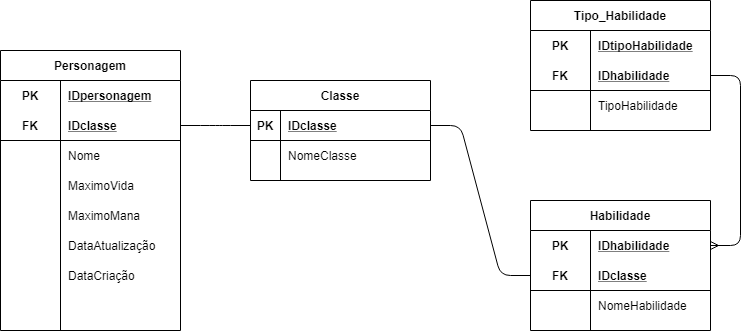 Personagem
PK IDpersonagem
FK IDclasse
Nome
MaximoVida
MaximoMana
DataAtualização
DataCriação
Classe
PK IDclasse
NomeClasse
Tipo_Habilidade
PK IDtipoHabilidade
FK IDhabilidade
TipoHabilidade
Habilidade
PK IDhabilidade
FK IDclasse
NomeHabilidade